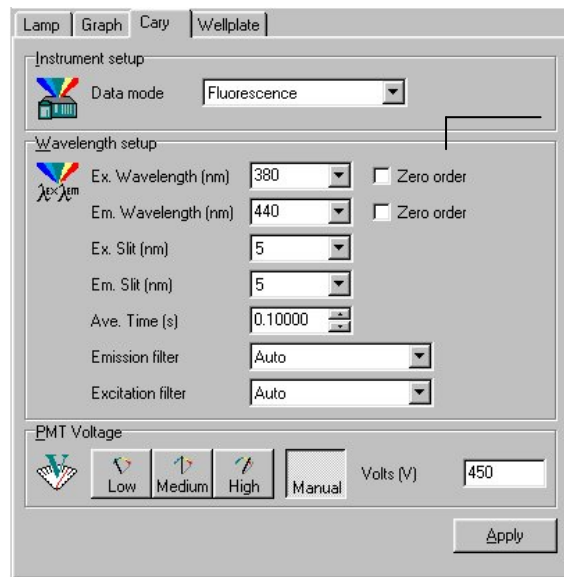 Lamp Graph Cary Wellplate
Instrument setup
Data mode Fluorescence
Wavelength setup
λEx λEm
Ex. Wavelength (nm) 380 Zero order
Em. Wavelength (nm) 440 Zero order
Ex. Slit (nm) 5
Em. Slit (nm) 5
Ave. Time (s) 0.10000
Emission filter Auto
Excitation filter Auto
PMT Voltage
V
Low Medium High Manual Volts (V) 450
Apply